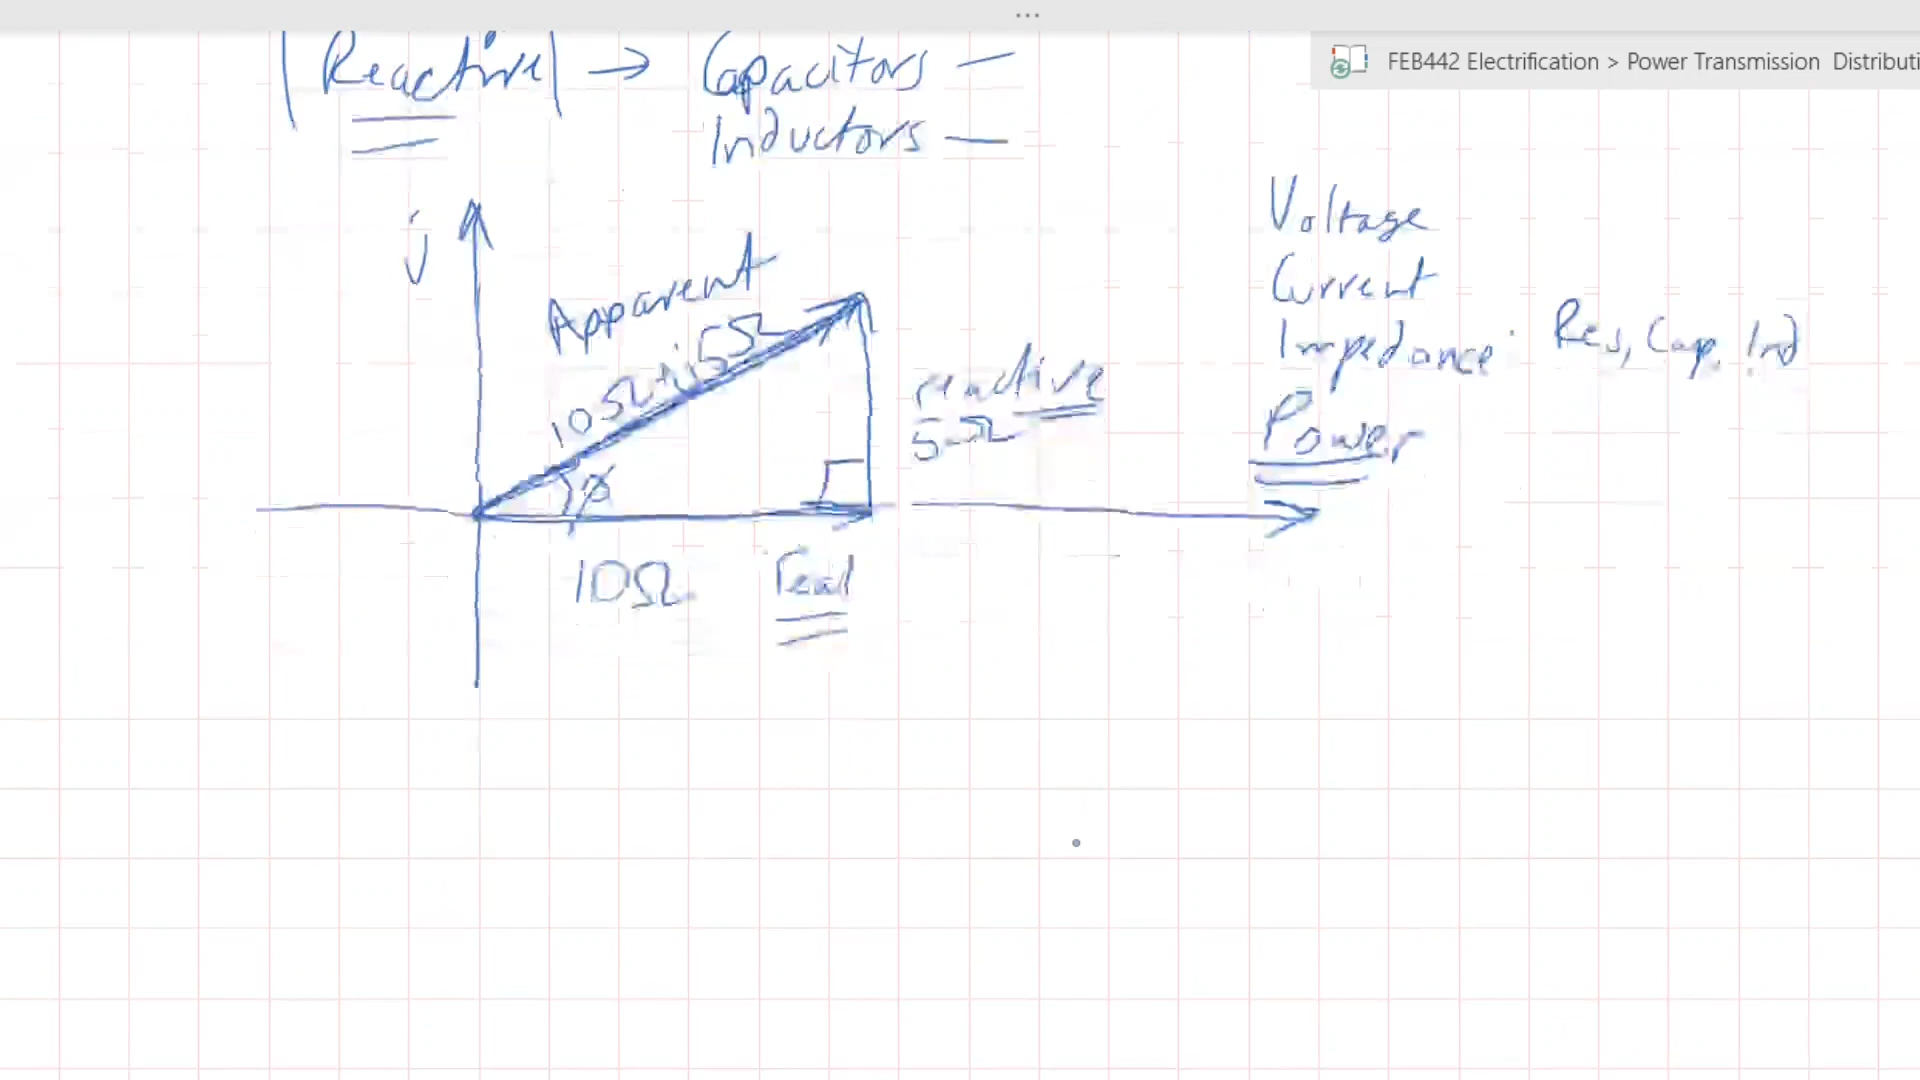 ...
FEB442 Electrification > Power Transmission Distributi
Reactive → Capacitors —
Inductors —
Voltage
j
Current
Apparent
Impedance: Res, Cap, Ind
10Ω+j5Ω
reactive
5Ω
Power
ø
10Ω real